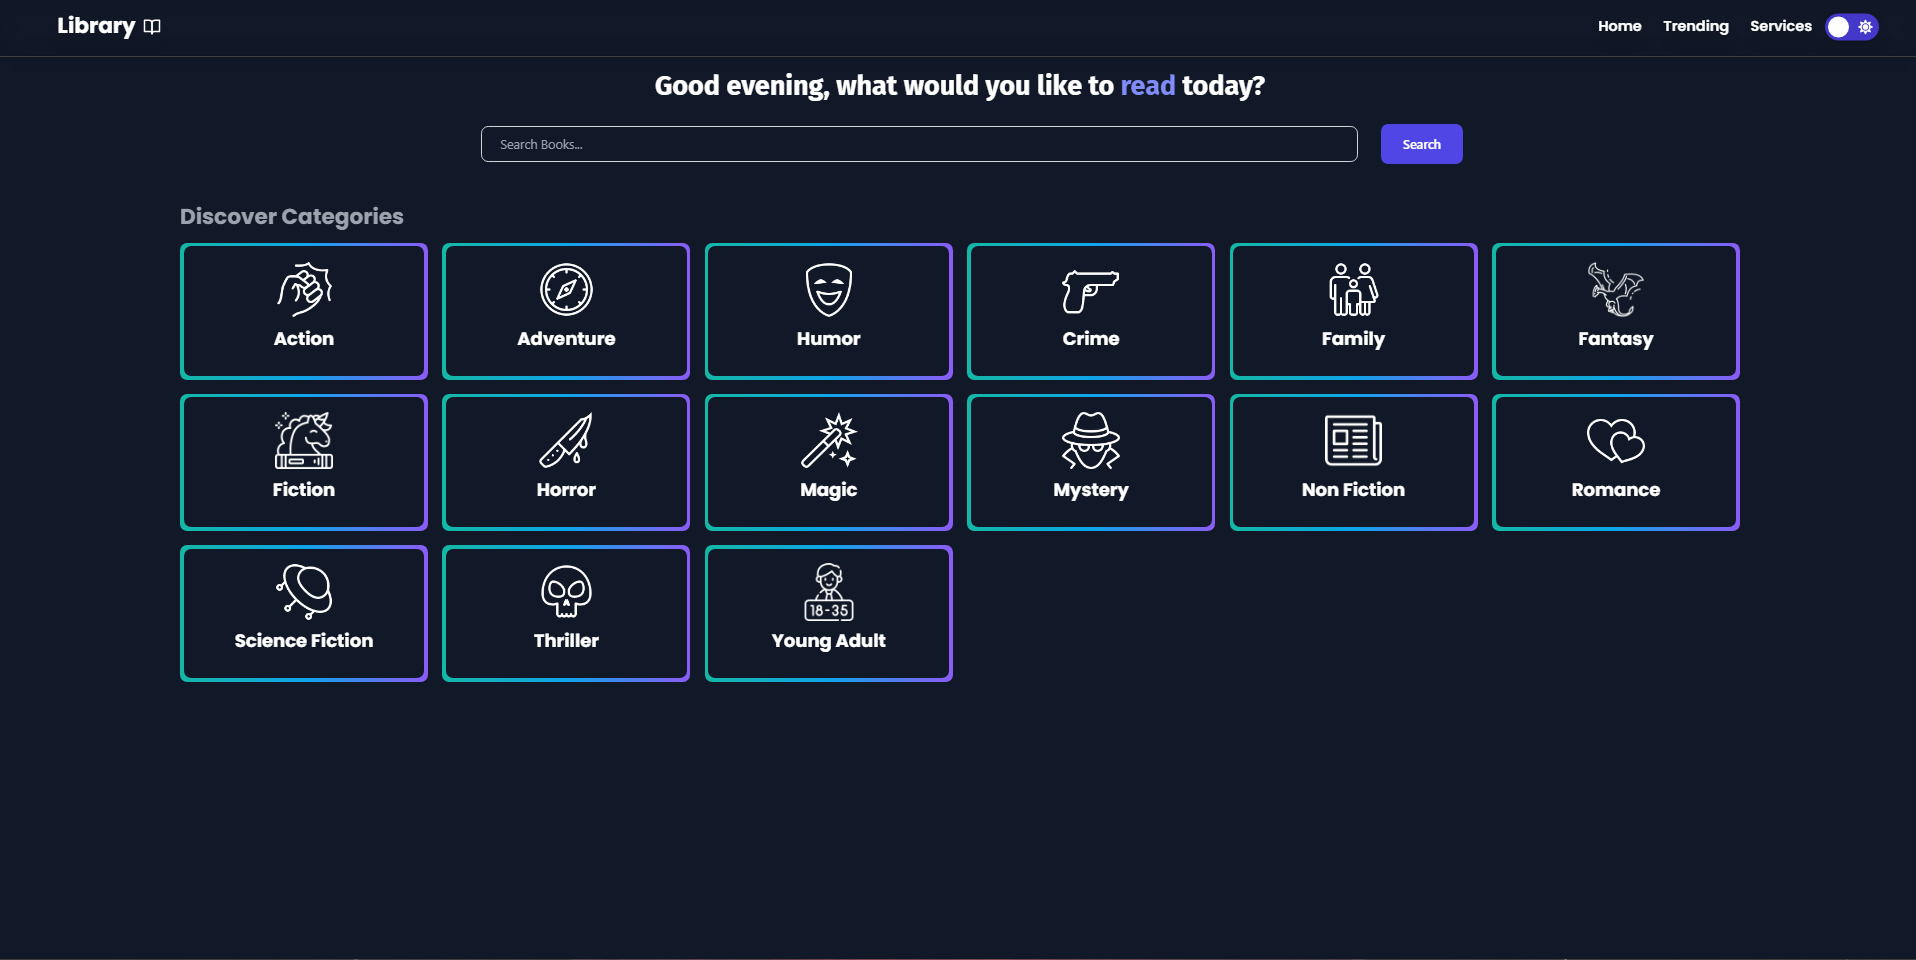 Library
Home Trending Services
Good evening, what would you like to read today?
Search Books...
Search
Discover Categories
Action
Adventure
Humor
Crime
Family
Fantasy
Fiction
Horror
Magic
Mystery
Non Fiction
Romance
Science Fiction
Thriller
18-35
Young Adult